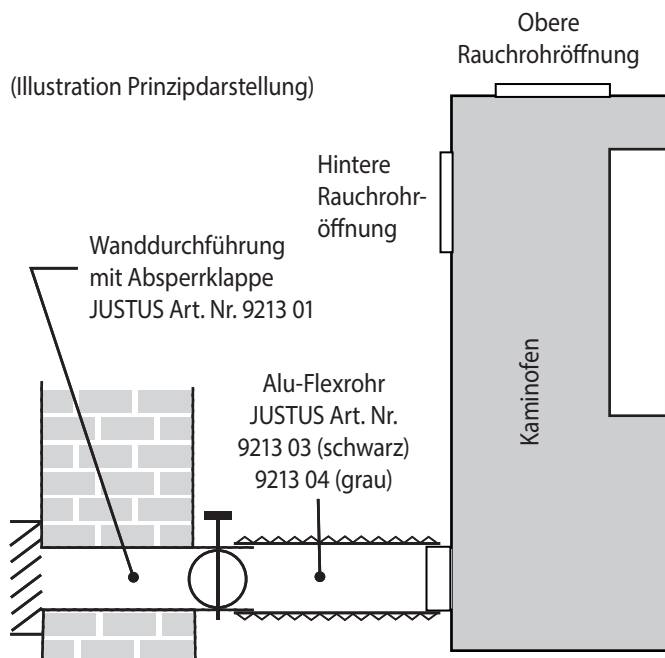 Obere
Rauchrohröffnung
(Illustration Prinzipdarstellung)
Hintere
Rauchrohr-
öffnung
Wanddurchführung
mit Absperrklappe
JUSTUS Art. Nr. 9213 01
Kaminofen
Alu-Flexrohr
JUSTUS Art. Nr.
9213 03 (schwarz)
9213 04 (grau)